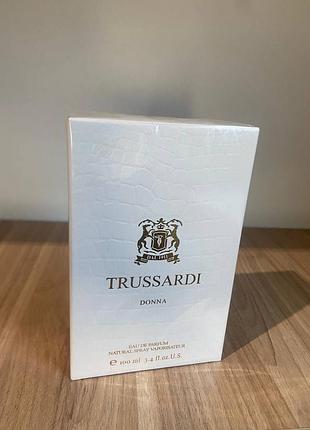 TRUSSARDI
DONNA
EAU DE PARFUM
NATURAL SPRAY VAPORISATEUR
℮ 100 ml 3.4 fl.oz.U.S.